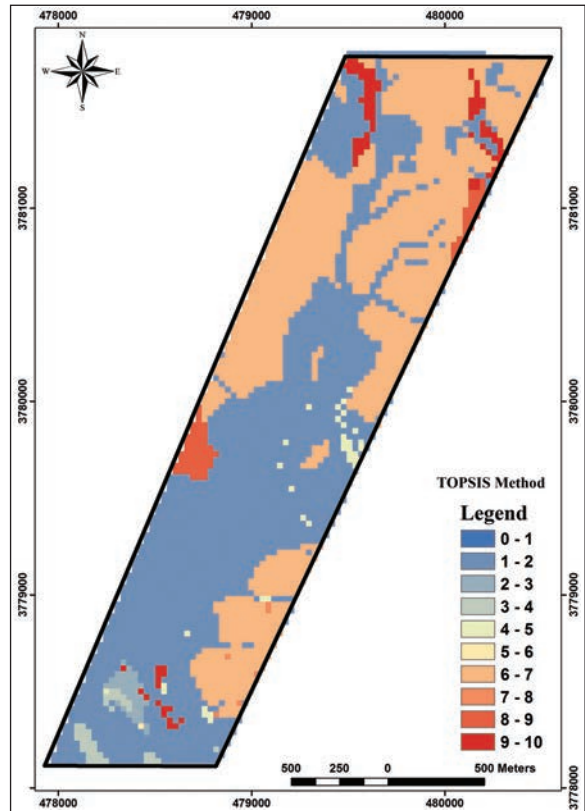 478000 479000 480000
N
W E
S
3781000 3781000
3780000 3780000
3779000 3779000
3778000 3778000
TOPSIS Method
Legend
0 - 1
1 - 2
2 - 3
3 - 4
4 - 5
5 - 6
6 - 7
7 - 8
8 - 9
9 - 10
500 250 0 500 Meters
478000 479000 480000